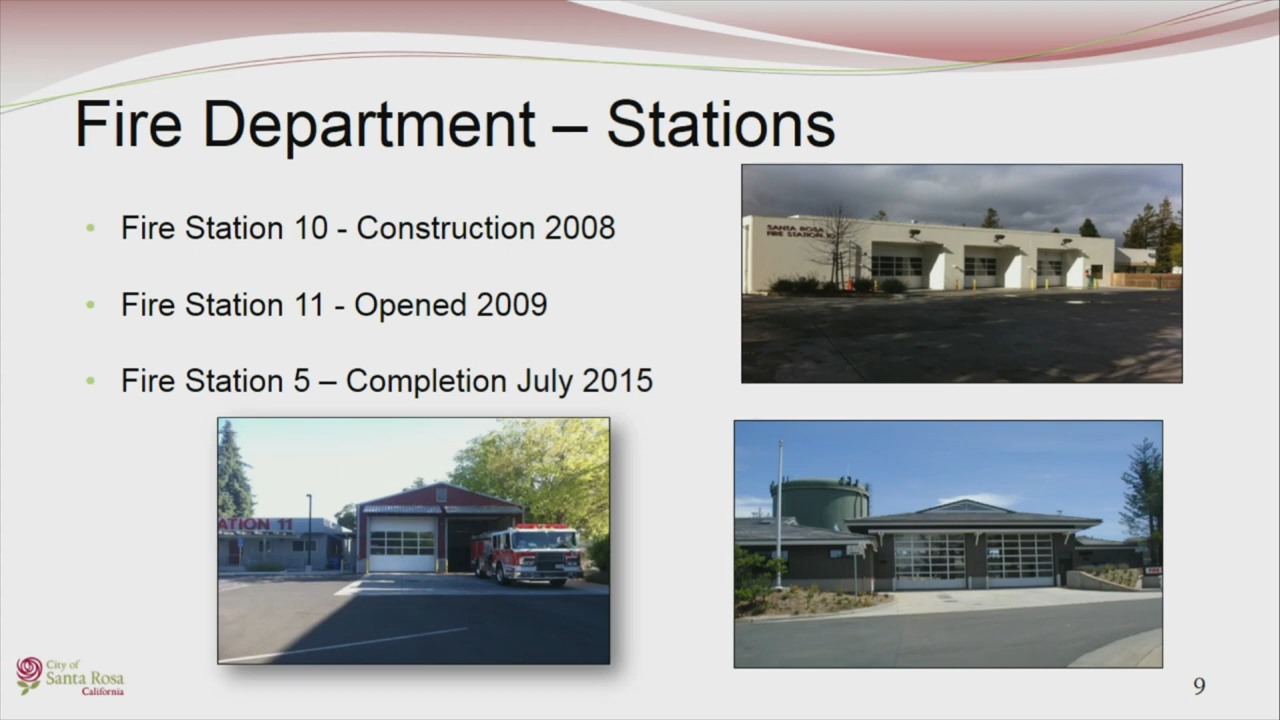 Fire Department – Stations
• Fire Station 10 - Construction 2008
• Fire Station 11 - Opened 2009
• Fire Station 5 – Completion July 2015
SANTA ROSA
FIRE STATION
ATION 11
City of
Santa Rosa
California
9